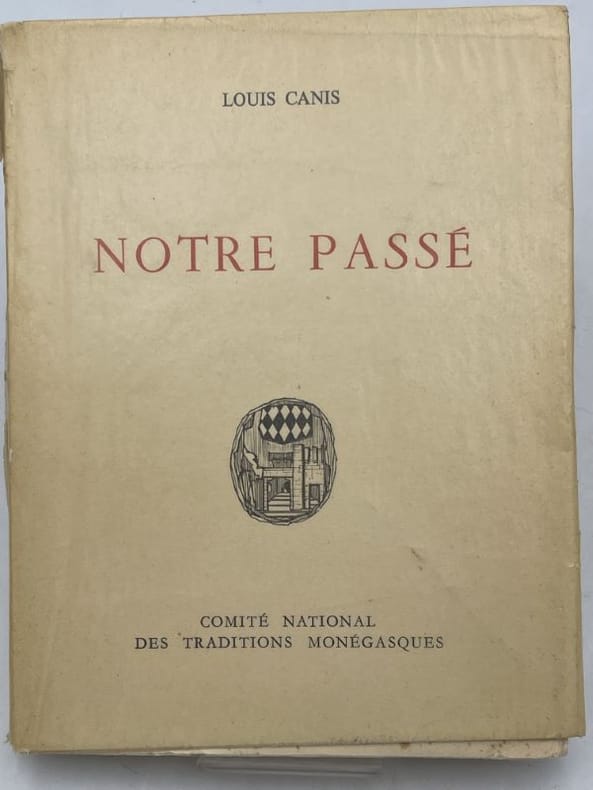 LOUIS CANIS
NOTRE PASSÉ
COMITÉ NATIONAL
DES TRADITIONS MONÉGASQUES